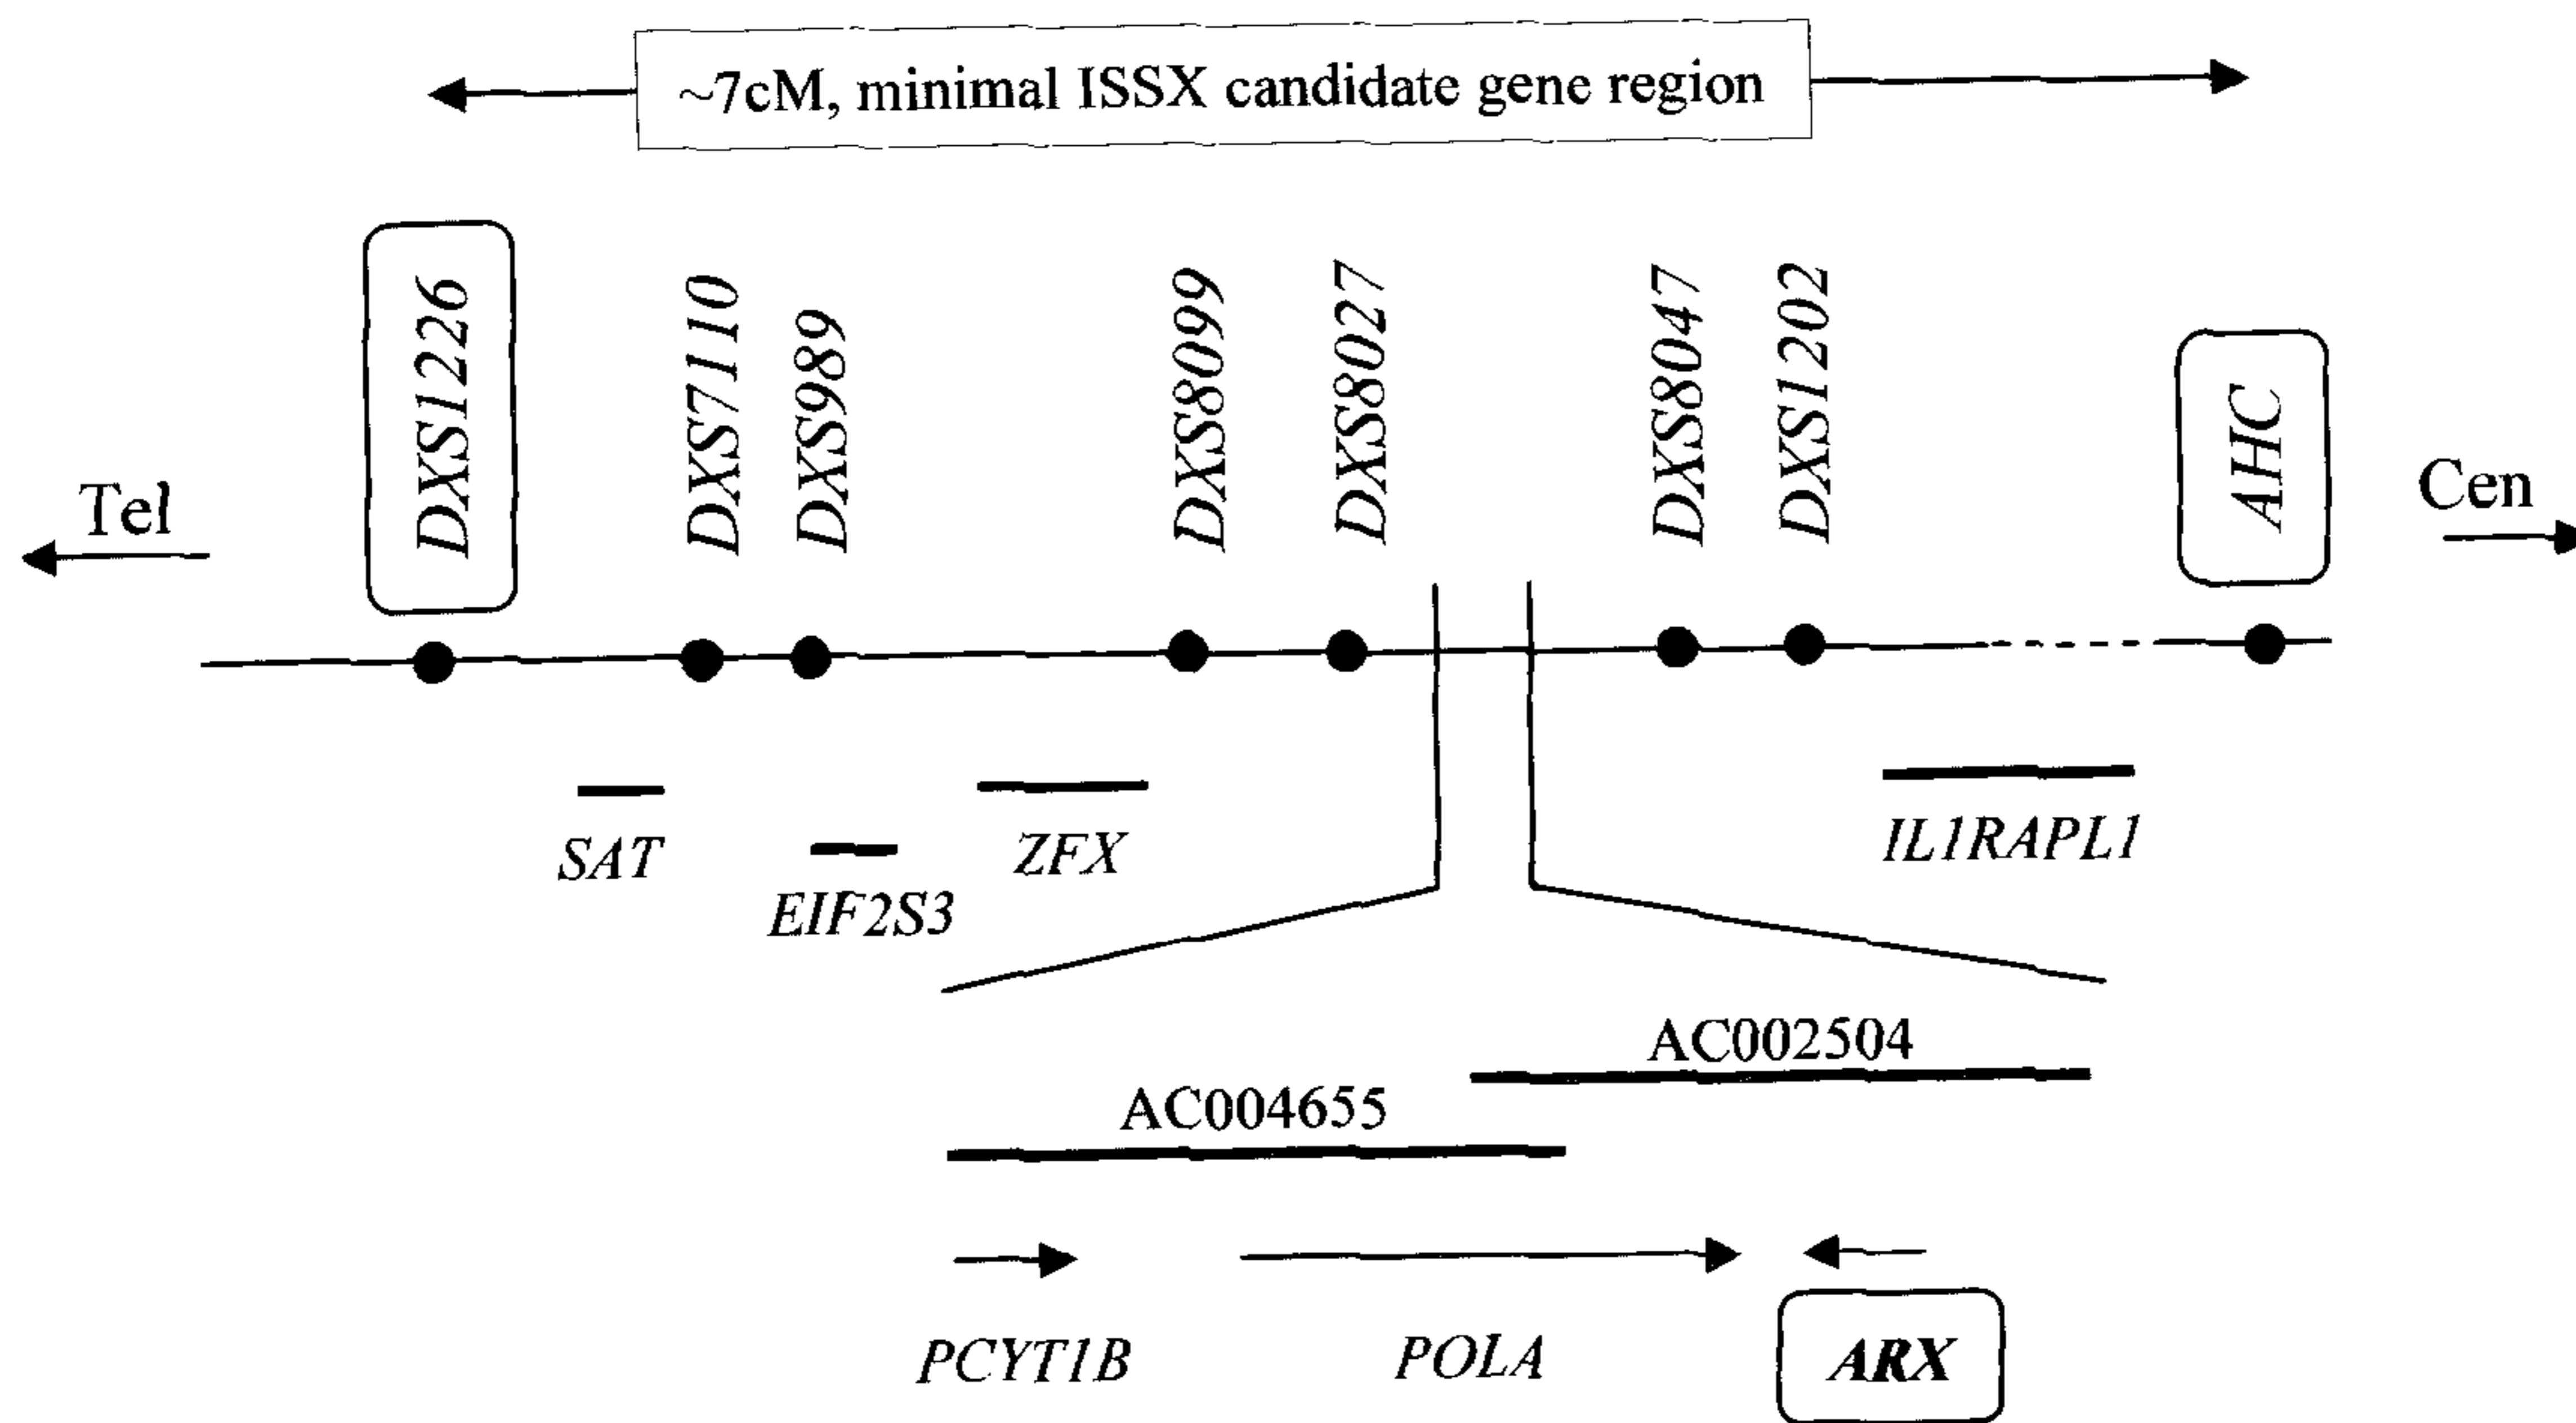 ~7cM, minimal ISSX candidate gene region
Tel
DXS1226
DXS7110
DXS989
DXS8099
DXS8027
DXS8047
DXS1202
AHC
Cen
SAT
EIF2S3
ZFX
IL1RAPL1
AC002504
AC004655
PCYT1B
POLA
ARX